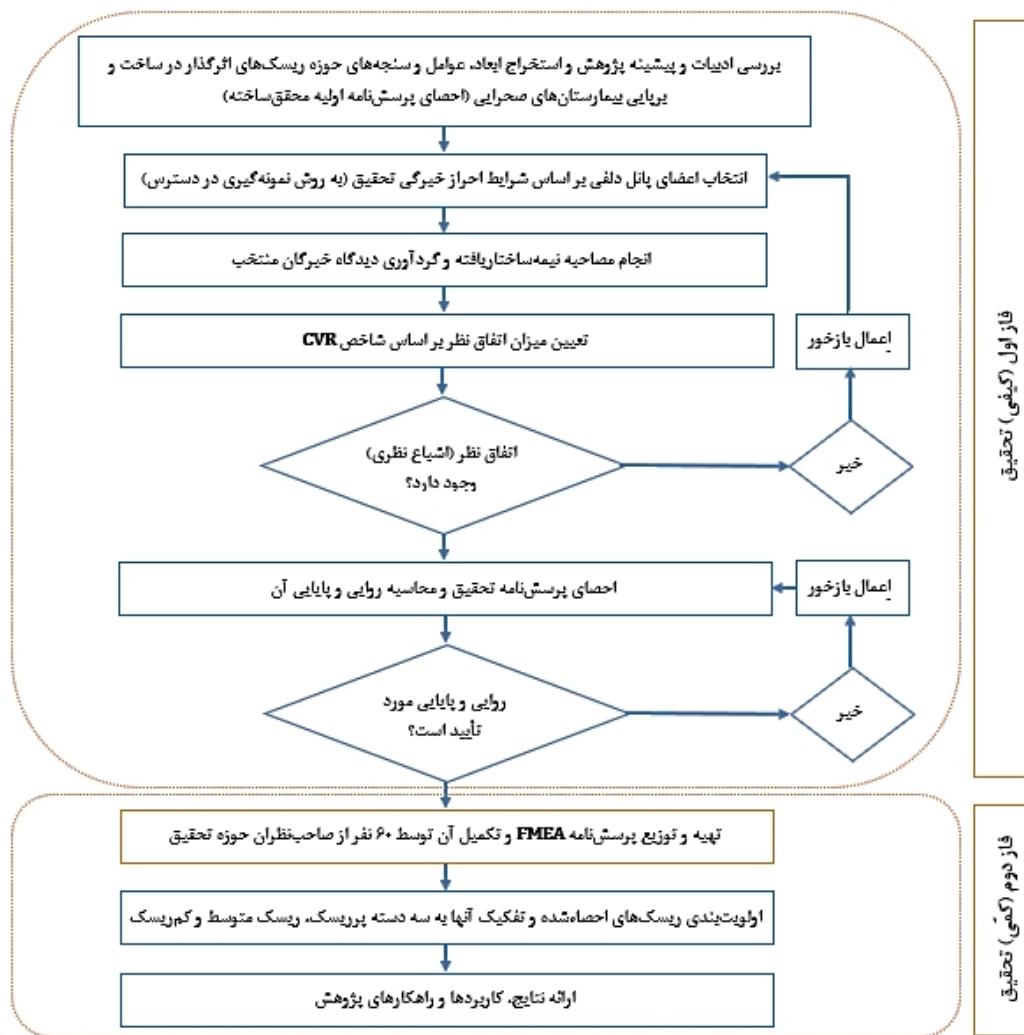 بررسی ادبیات و پیشینه پژوهش و استخراج ابعاد، عوامل و سنجه‌های حوزه ریسک‌های اثرگذار در ساخت و
برپایی بیمارستان‌های صحرایی (احصای پرسش‌نامه اولیه محقق‌ساخته)
انتخاب اعضای پانل دلفی بر اساس شرایط احراز خبرگی تحقیق (به روش نمونه‌گیری در دسترس)
انجام مصاحبه نیمه‌ساختاریافته و گردآوری دیدگاه خبرگان منتخب
تعیین میزان اتفاق نظر بر اساس شاخص CVR
إعمال بازخور
اتفاق نظر (اشباع نظری)
وجود دارد؟
خیر
احصای پرسش‌نامه تحقیق و محاسبه روایی و پایایی آن
إعمال بازخور
روایی و پایایی مورد
تأیید است؟
خیر
فاز اول (کیفی) تحقیق
تهیه و توزیع پرسش‌نامه FMEA و تکمیل آن توسط ۶۰ نفر از صاحب‌نظران حوزه تحقیق
اولویت‌بندی ریسک‌های احصاءشده و تفکیک آنها به سه دسته پرریسک، ریسک متوسط و کم‌ریسک
ارائه نتایج، کاربردها و راهکارهای پژوهش
فاز دوم (کمّی) تحقیق